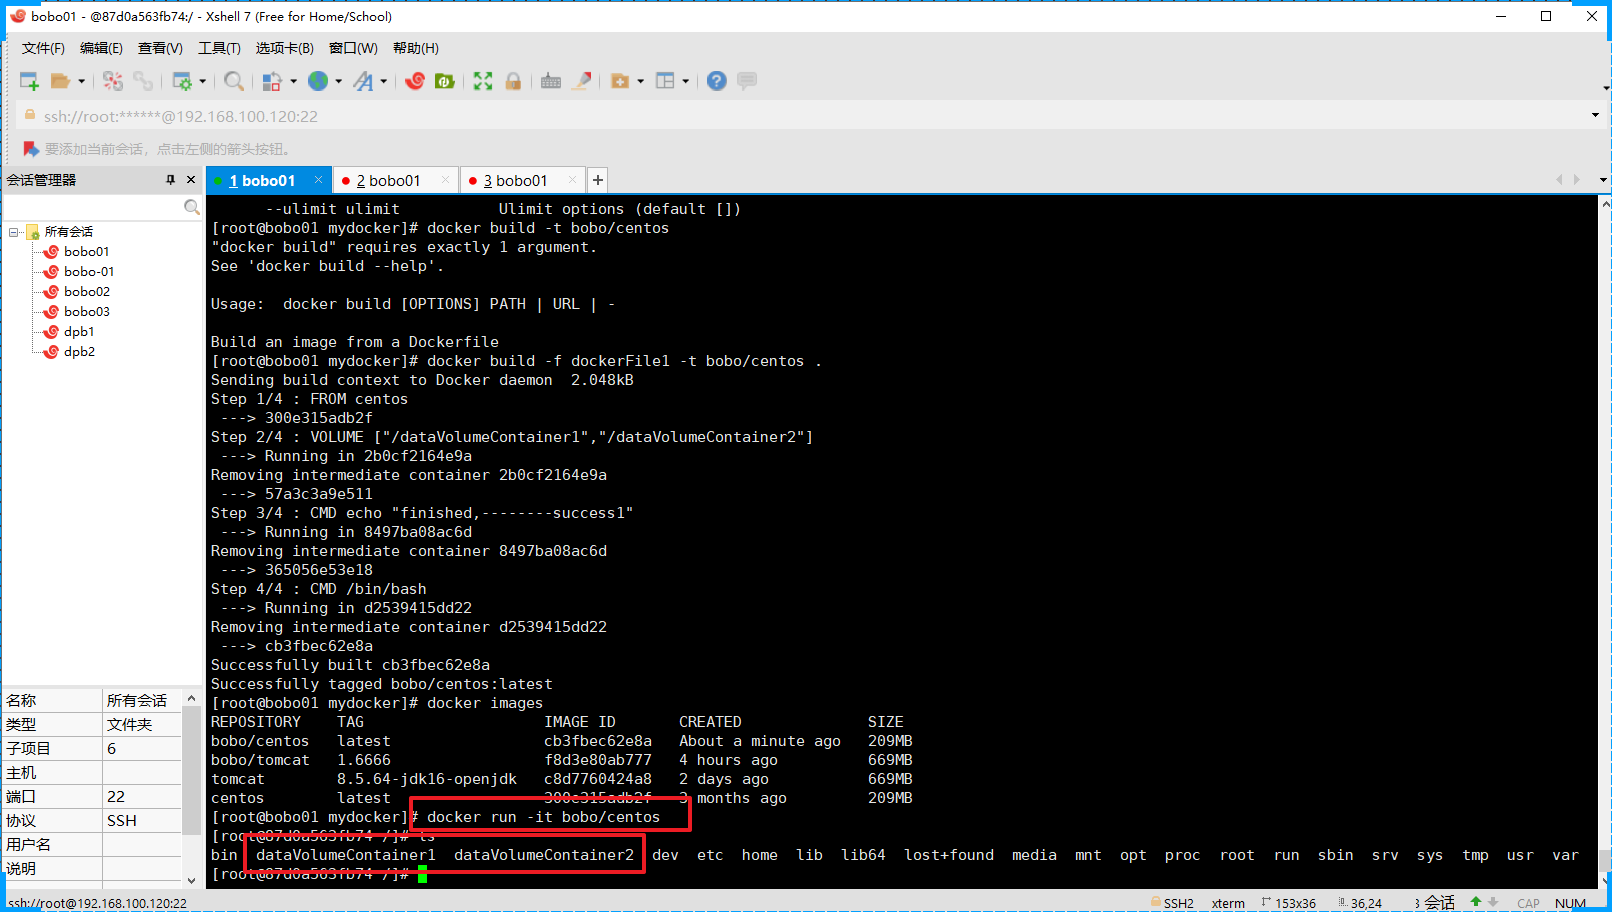 bobo01 - @87d0a563fb74:/ - Xshell 7 (Free for Home/School)
文件(F) 编辑(E) 查看(V) 工具(T) 选项卡(B) 窗口(W) 帮助(H)
ssh://root:******@192.168.100.120:22
要添加当前会话，点击左侧的箭头按钮。
会话管理器
1 bobo01 2 bobo01 3 bobo01 +
所有会话
bobo01
bobo-01
bobo02
bobo03
dpb1
dpb2
名称 所有会话
类型 文件夹
子项目 6
主机
端口 22
协议 SSH
用户名
说明
--ulimit ulimit Ulimit options (default [])
[root@bobo01 mydocker]# docker build -t bobo/centos
"docker build" requires exactly 1 argument.
See 'docker build --help'.
Usage:  docker build [OPTIONS] PATH | URL | -
Build an image from a Dockerfile
[root@bobo01 mydocker]# docker build -f dockerFile1 -t bobo/centos .
Sending build context to Docker daemon  2.048kB
Step 1/4 : FROM centos
---> 300e315adb2f
Step 2/4 : VOLUME ["/dataVolumeContainer1","/dataVolumeContainer2"]
---> Running in 2b0cf2164e9a
Removing intermediate container 2b0cf2164e9a
---> 57a3c3a9e511
Step 3/4 : CMD echo "finished,--------success1"
---> Running in 8497ba08ac6d
Removing intermediate container 8497ba08ac6d
---> 365056e53e18
Step 4/4 : CMD /bin/bash
---> Running in d2539415dd22
Removing intermediate container d2539415dd22
---> cb3fbec62e8a
Successfully built cb3fbec62e8a
Successfully tagged bobo/centos:latest
[root@bobo01 mydocker]# docker images
REPOSITORY TAG IMAGE ID CREATED SIZE
bobo/centos latest cb3fbec62e8a About a minute ago 209MB
bobo/tomcat 1.6666 f8d3e80ab777 4 hours ago 669MB
tomcat 8.5.64-jdk16-openjdk c8d7760424a8 2 days ago 669MB
centos latest 300e315adb2f 3 months ago 209MB
[root@bobo01 mydocker]# docker run -it bobo/centos
[root@87d0a563fb74 /]# ls
bin dataVolumeContainer1 dataVolumeContainer2 dev etc home lib lib64 lost+found media mnt opt proc root run sbin srv sys tmp usr var
[root@87d0a563fb74 /]#
ssh://root@192.168.100.120:22 SSH2 xterm 153x36 36,24 3 会话 CAP NUM